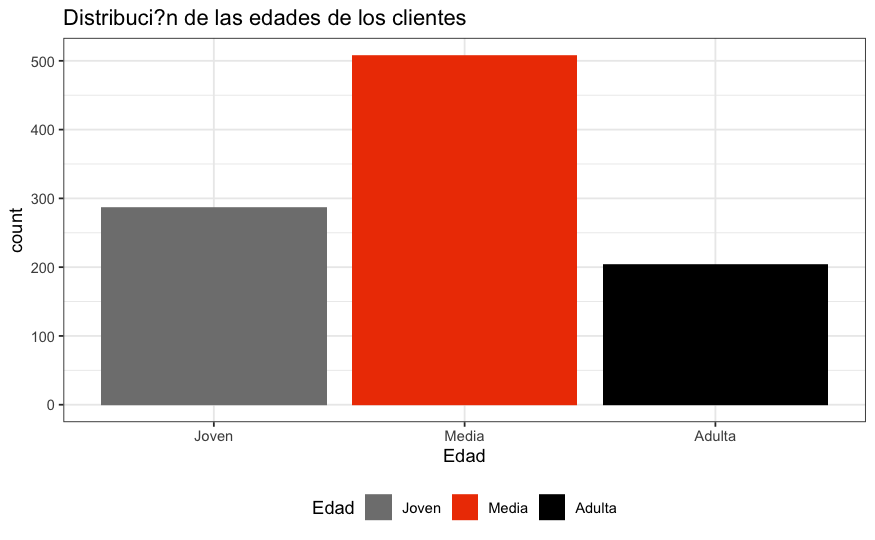 Distribuci?n de las edades de los clientes
count
500
400
300
200
100
0
Joven Media Adulta
Edad
Edad Joven Media Adulta